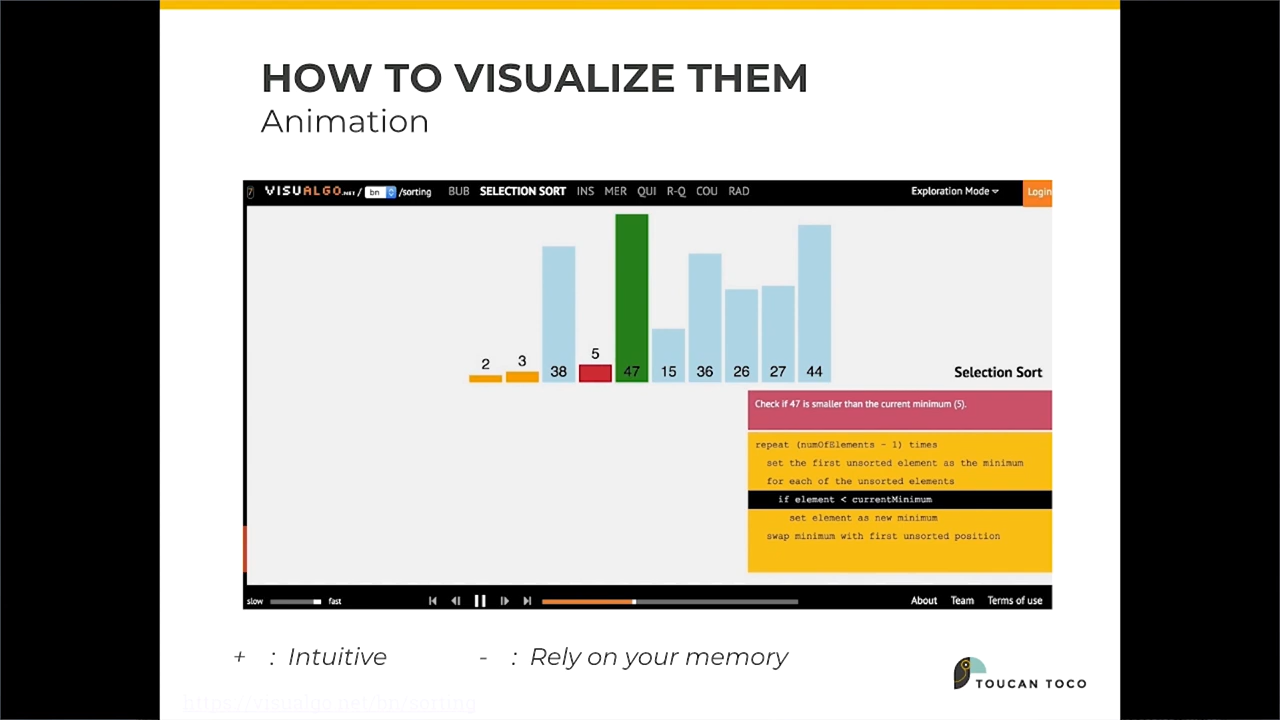 HOW TO VISUALIZE THEM
Animation
7 VISUALGO.NET / bn /sorting BUB SELECTION SORT INS MER QUI R-Q COU RAD Exploration Mode Login
2 3 38 5 47 15 36 26 27 44
Selection Sort
Check if 47 is smaller than the current minimum (5).
repeat (numOfElements - 1) times
set the first unsorted element as the minimum
for each of the unsorted elements
if element < currentMinimum
set element as new minimum
swap minimum with first unsorted position
slow fast About Team Terms of use
+ : Intuitive - : Rely on your memory
TOUCAN TOCO
https://visualgo.net/bn/sorting